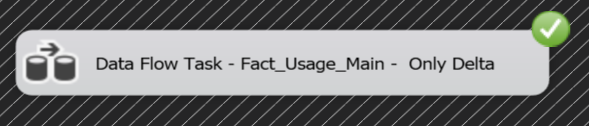 Data Flow Task - Fact_Usage_Main -  Only Delta